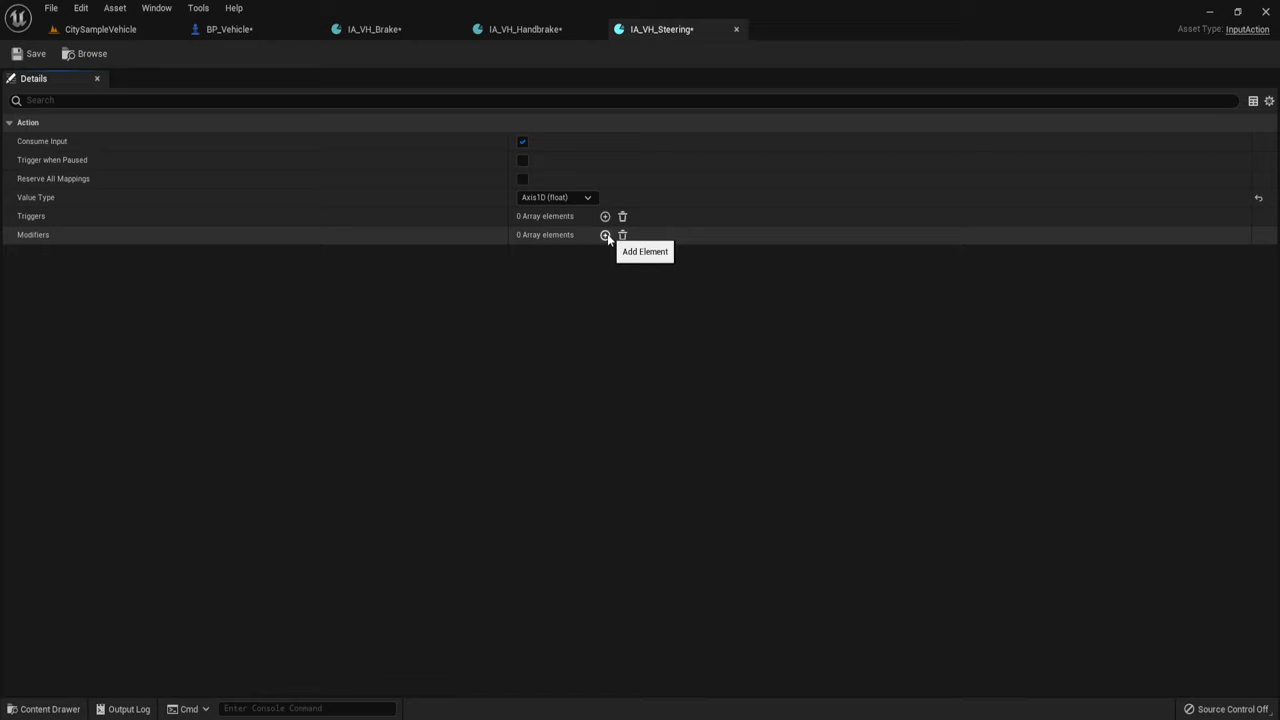 File Edit Asset Window Tools Help
CitySampleVehicle BP_Vehicle* IA_VH_Brake* IA_VH_Handbrake* IA_VH_Steering* Asset Type: InputAction
Save Browse
Details
Search
Action
Consume Input
Trigger when Paused
Reserve All Mappings
Value Type Axis1D (float)
Triggers 0 Array elements
Modifiers 0 Array elements
Add Element
Content Drawer Output Log Cmd Enter Console Command Source Control Off